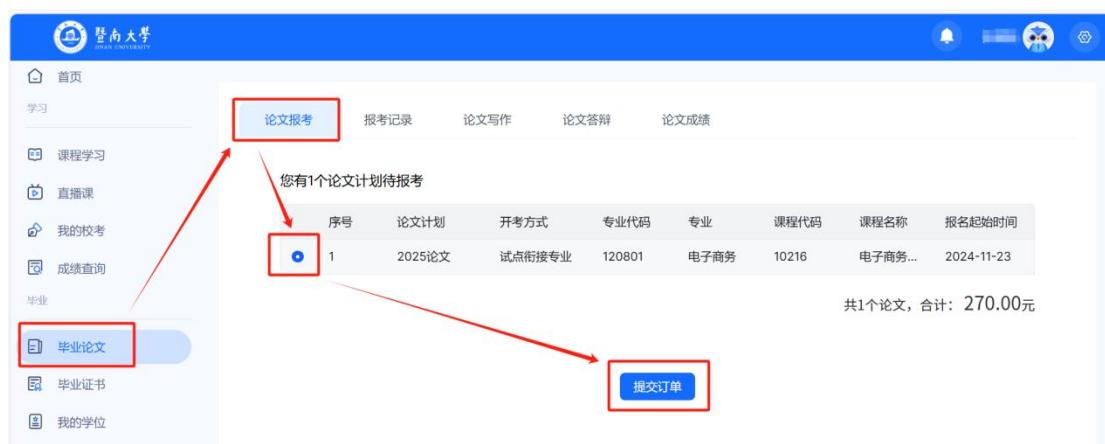 暨南大學
JINAN UNIVERSITY
首页
学习
课程学习
直播课
我的校考
成绩查询
毕业
毕业论文
毕业证书
我的学位
论文报考 报考记录 论文写作 论文答辩 论文成绩
您有1个论文计划待报考
序号 论文计划 开考方式 专业代码 专业 课程代码 课程名称 报名起始时间
1 2025论文 试点衔接专业 120801 电子商务 10216 电子商务... 2024-11-23
共1个论文，合计：270.00元
提交订单